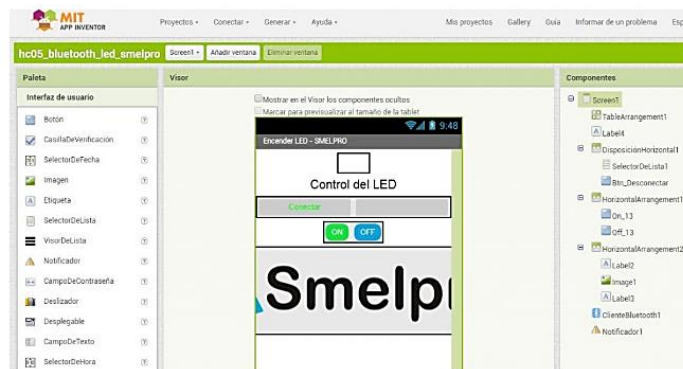 MIT
APP INVENTOR
Proyectos
Conectar
Generar
Ayuda
Mis proyectos
Gallery
Guía
Informar de un problema
Esp
hc05_bluetooth_led_smelpro
Screen1
Añadir ventana
Eliminar ventana
Paleta
Visor
Componentes
Interfaz de usuario
Botón
CasillaDeVerificación
SelectorDeFecha
Imagen
Etiqueta
SelectorDeLista
VisorDeLista
Notificador
CampoDeContraseña
Deslizador
Desplegable
CampoDeTexto
SelectorDeHora
Mostrar en el Visor los componentes ocultos
Marcar para previsualizar al tamaño de la tablet
9:48
Encender LED - SMELPRO
Control del LED
Conectar
ON OFF
Smelp
Screen1
TableArrangement1
Label4
DisposiciónHorizontal1
SelectorDeLista1
Btn_Desconectar
HorizontalArrangement1
On_13
Off_13
HorizontalArrangement2
Label2
Image1
Label3
ClienteBluetooth1
Notificador1